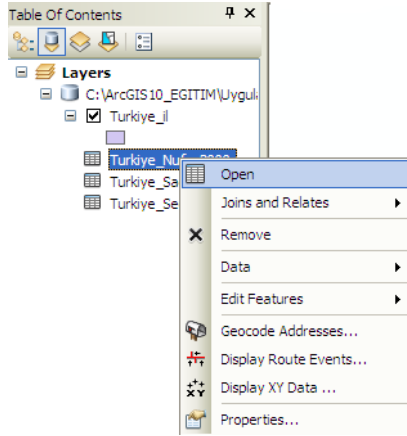 Table Of Contents
Layers
C:\ArcGIS10_EGITIM\Uygul
Turkiye_il
Turkiye_Nufu_2000
Open
Turkiye_Sa
Turkiye_Se
Joins and Relates
Remove
Data
Edit Features
Geocode Addresses...
Display Route Events...
Display XY Data ...
Properties...